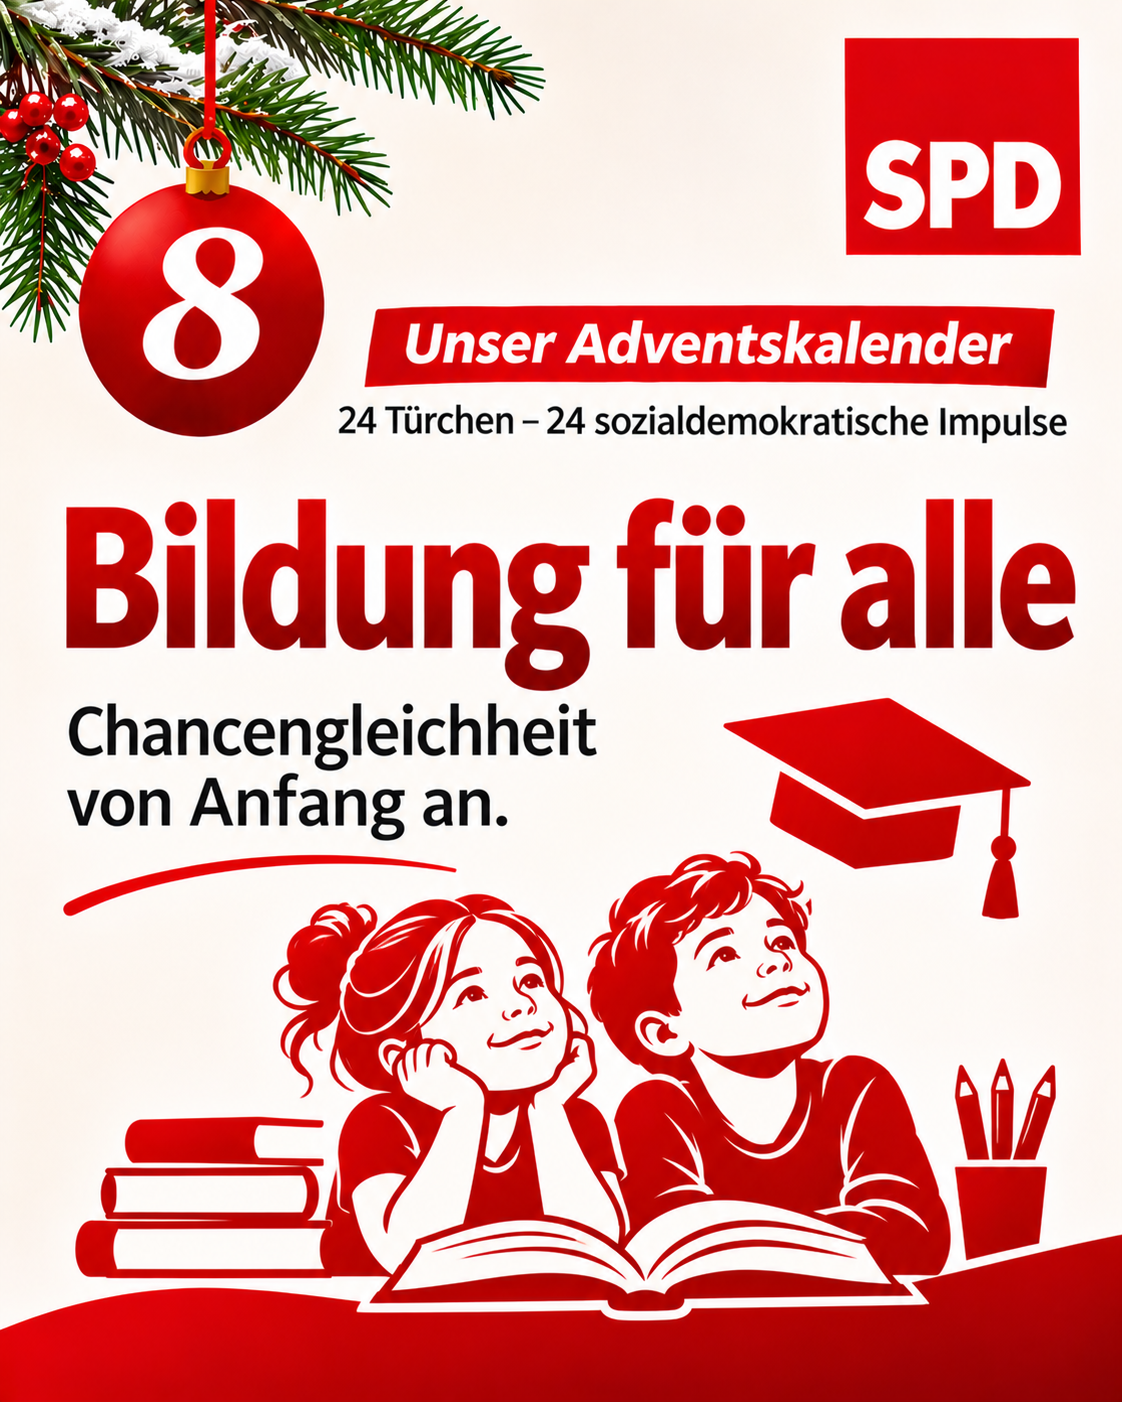 8
SPD
Unser Adventskalender
24 Türchen – 24 sozialdemokratische Impulse
Bildung für alle
Chancengleichheit
von Anfang an.